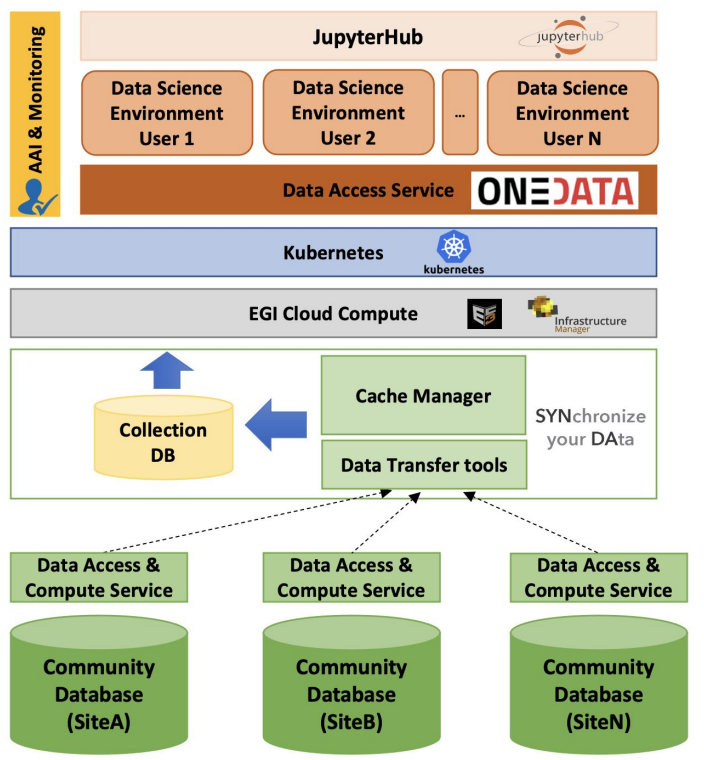 AAI & Monitoring
JupyterHub
jupyterhub
Data Science
Environment
User 1
Data Science
Environment
User 2
...
Data Science
Environment
User N
Data Access Service
ONEDATA
Kubernetes
kubernetes
EGI Cloud Compute
Infrastructure
Manager
Collection
DB
Cache Manager
Data Transfer tools
SYNchronize
your DAta
Data Access &
Compute Service
Data Access &
Compute Service
Data Access &
Compute Service
Community
Database
(SiteA)
Community
Database
(SiteB)
Community
Database
(SiteN)